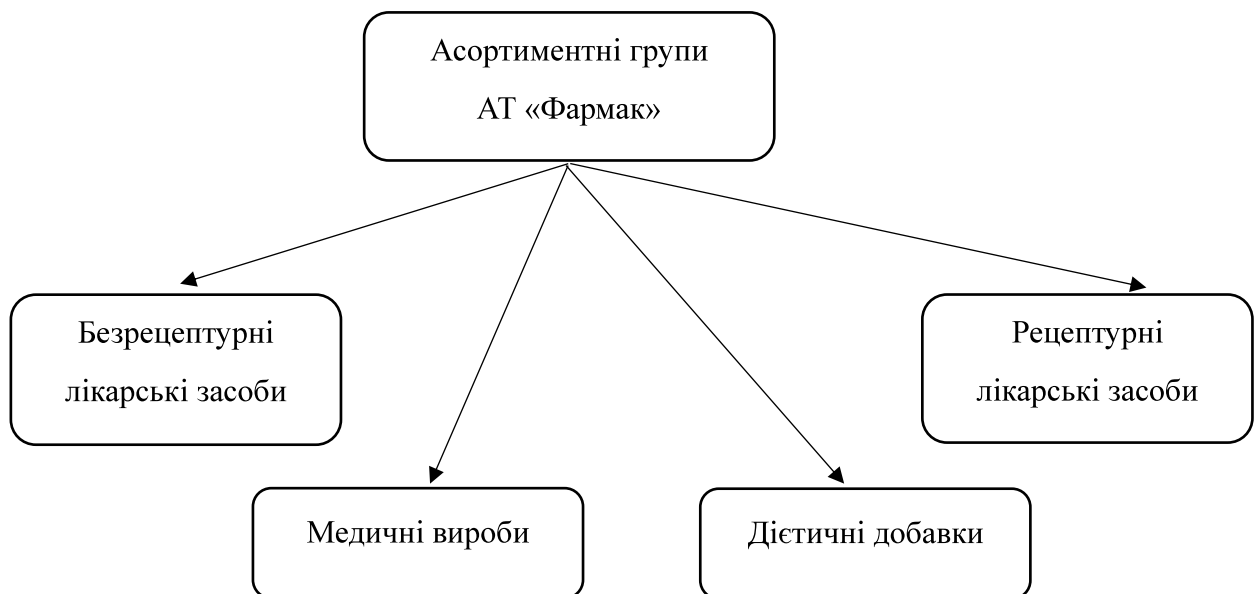 Асортиментні групи
АТ «Фармак»
Безрецептурні
лікарські засоби
Рецептурні
лікарські засоби
Медичні вироби
Дієтичні добавки